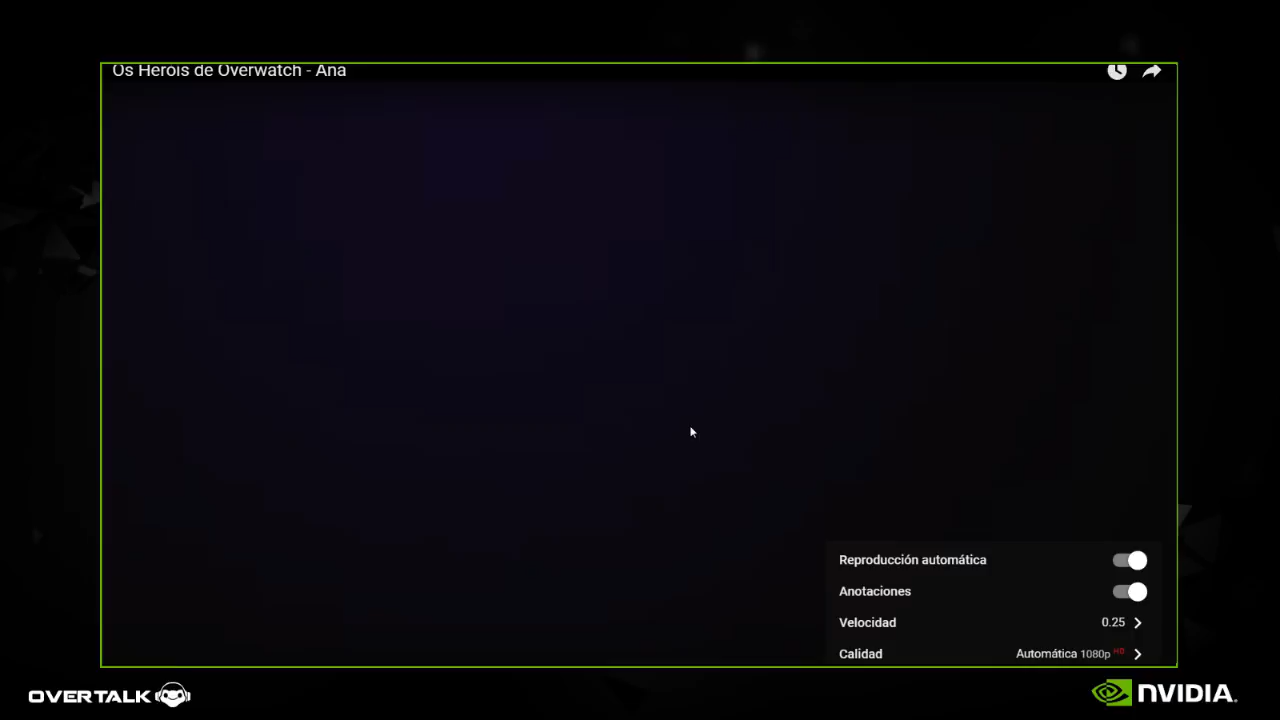 Os Heróis de Overwatch - Ana
Reproducción automática
Anotaciones
Velocidad 0.25
Calidad Automática 1080p HD
OVERTALK
NVIDIA.